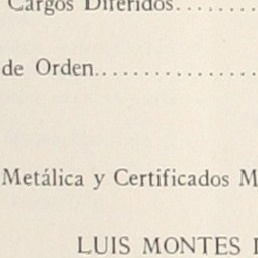 Cargos Diferidos........
de Orden..............
Metálica y Certificados M
LUIS MONTES